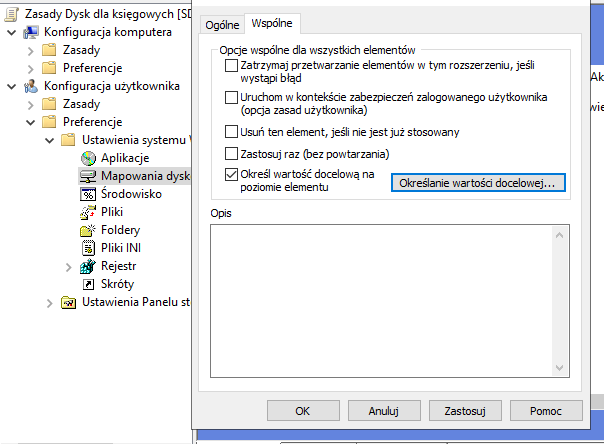 Zasady Dysk dla księgowych [SD
Konfiguracja komputera
Zasady
Preferencje
Konfiguracja użytkownika
Zasady
Preferencje
Ustawienia systemu
Aplikacje
Mapowania dysk
Środowisko
Pliki
Foldery
Pliki INI
Rejestr
Skróty
Ustawienia Panelu st
Ogólne
Wspólne
Opcje wspólne dla wszystkich elementów
Zatrzymaj przetwarzanie elementów w tym rozszerzeniu, jeśli
wystąpi błąd
Uruchom w kontekście zabezpieczeń zalogowanego użytkownika
(opcja zasad użytkownika)
Usuń ten element, jeśli nie jest już stosowany
Zastosuj raz (bez powtarzania)
Określ wartość docelową na
poziomie elementu
Określanie wartości docelowej...
Opis
OK
Anuluj
Zastosuj
Pomoc
Ak
wie